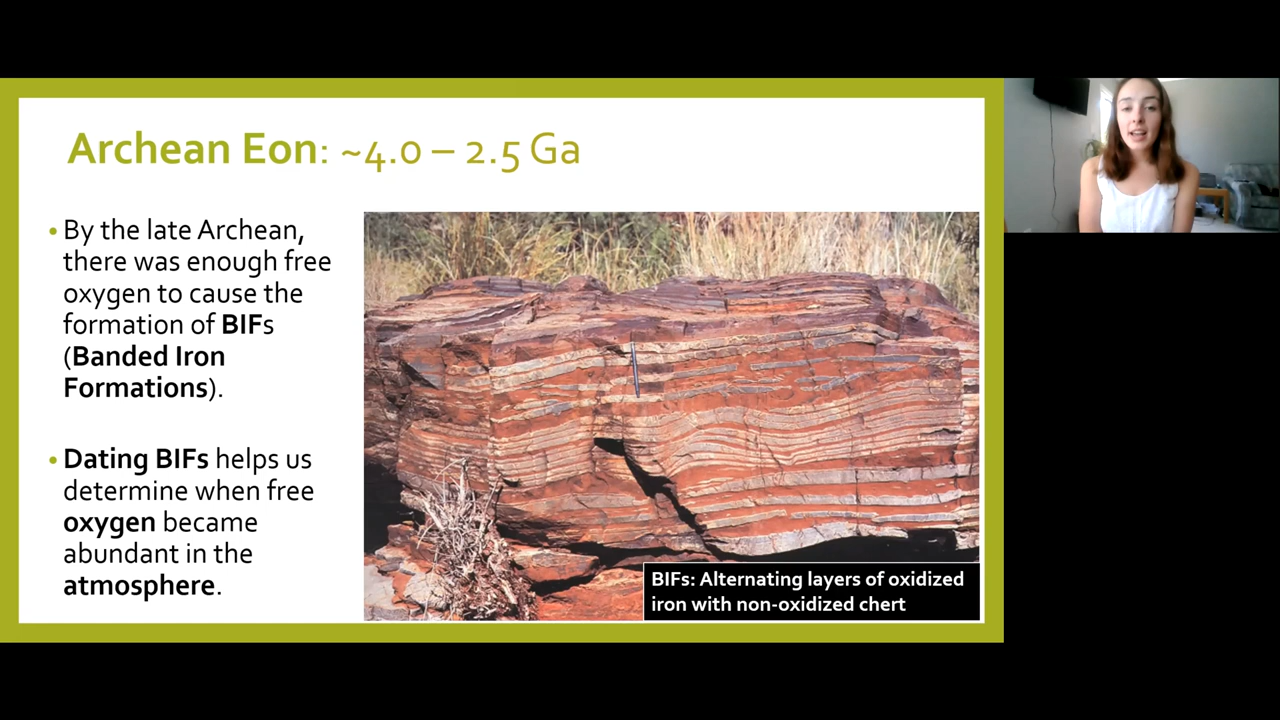 Archean Eon: ~4.0 – 2.5 Ga
• By the late Archean,
there was enough free
oxygen to cause the
formation of BIFs
(Banded Iron
Formations).
• Dating BIFs helps us
determine when free
oxygen became
abundant in the
atmosphere.
BIFs: Alternating layers of oxidized
iron with non-oxidized chert